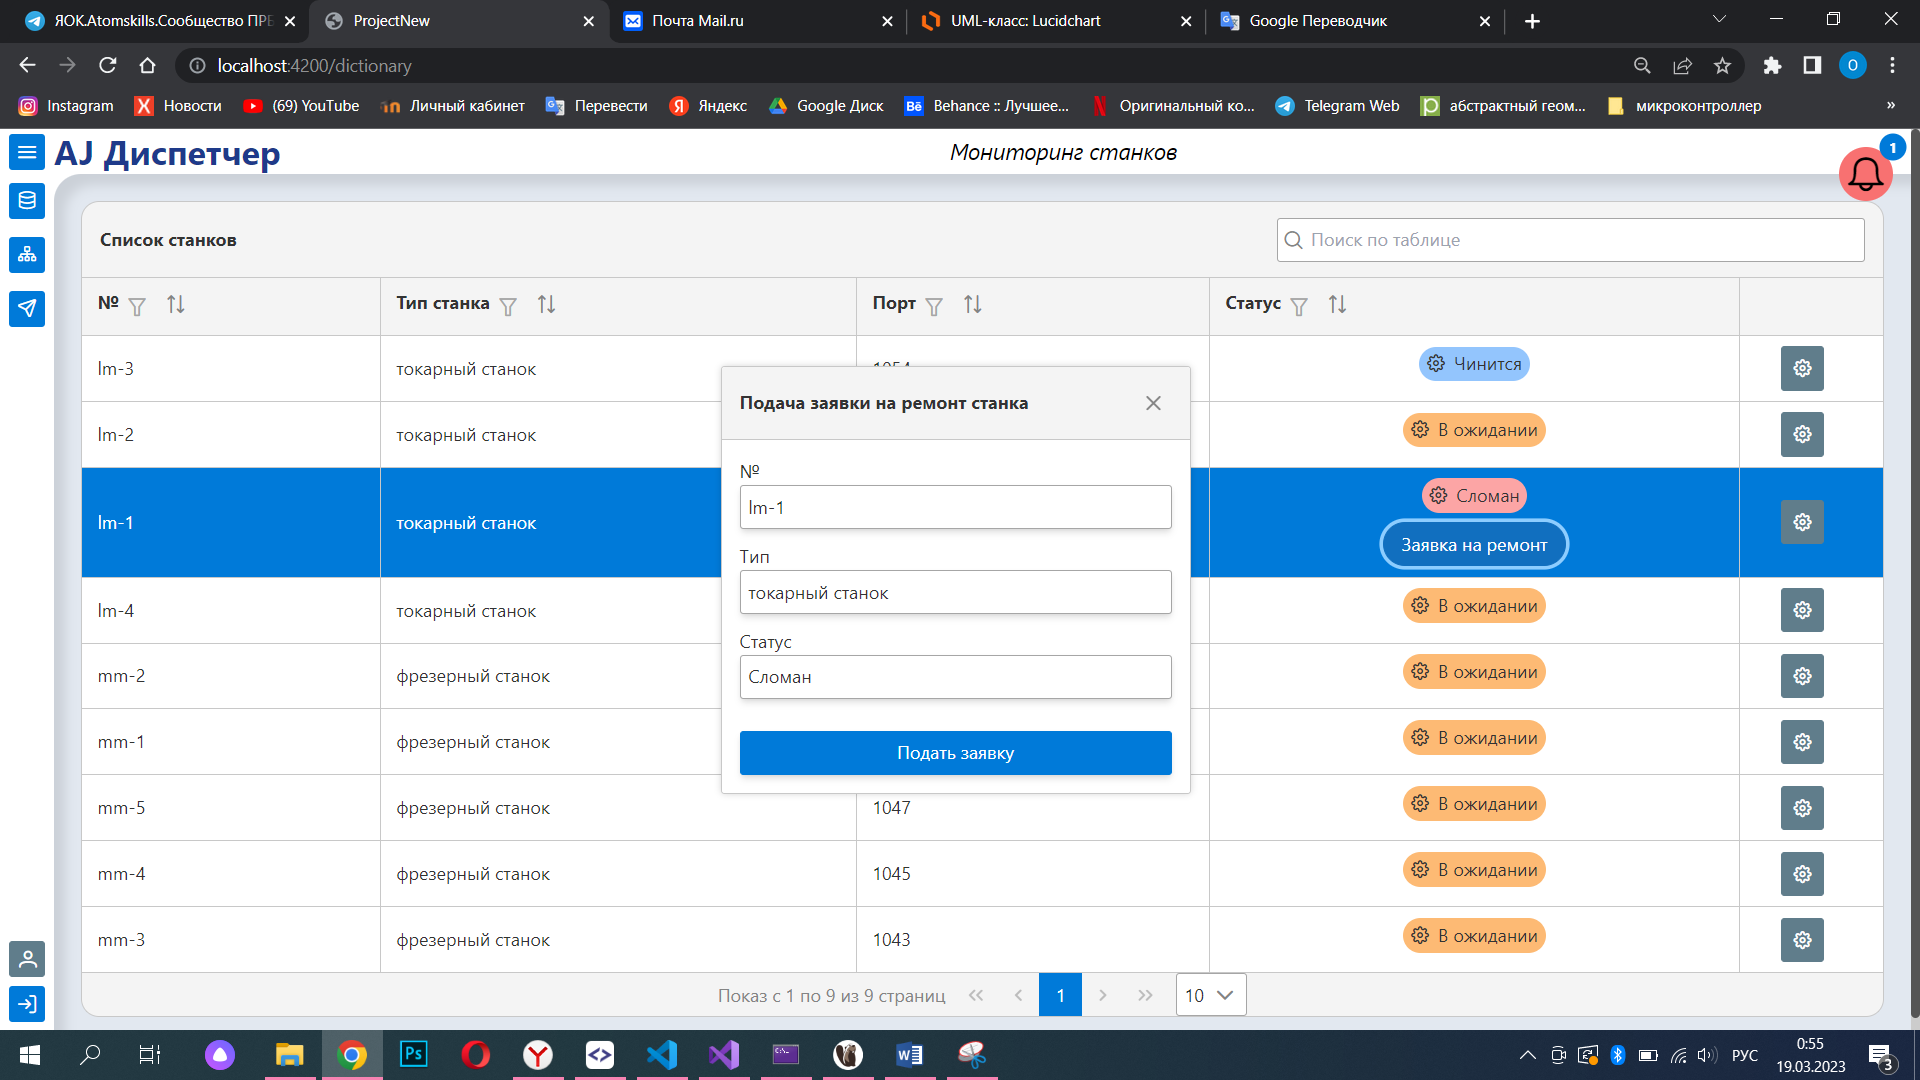 ЯОК.Atomskills.Сообщество ПРЕ
ProjectNew
Почта Mail.ru
UML-класс: Lucidchart
Google Переводчик
localhost:4200/dictionary
O
Instagram
Новости
(69) YouTube
Личный кабинет
Перевести
Яндекс
Google Диск
Behance :: Лучшее...
Оригинальный ко...
Telegram Web
абстрактный геом...
микроконтроллер
»
AJ Диспетчер
Мониторинг станков
1
Список станков
Поиск по таблице
№
Тип станка
Порт
Статус
lm-3
токарный станок
Чинится
lm-2
токарный станок
В ожидании
lm-1
токарный станок
Сломан
Заявка на ремонт
lm-4
токарный станок
В ожидании
mm-2
фрезерный станок
В ожидании
mm-1
фрезерный станок
В ожидании
mm-5
фрезерный станок
1047
В ожидании
mm-4
фрезерный станок
1045
В ожидании
mm-3
фрезерный станок
1043
В ожидании
Подача заявки на ремонт станка
№
lm-1
Тип
токарный станок
Статус
Сломан
Подать заявку
Показ с 1 по 9 из 9 страниц
1
10
РУС
0:55
19.03.2023
3